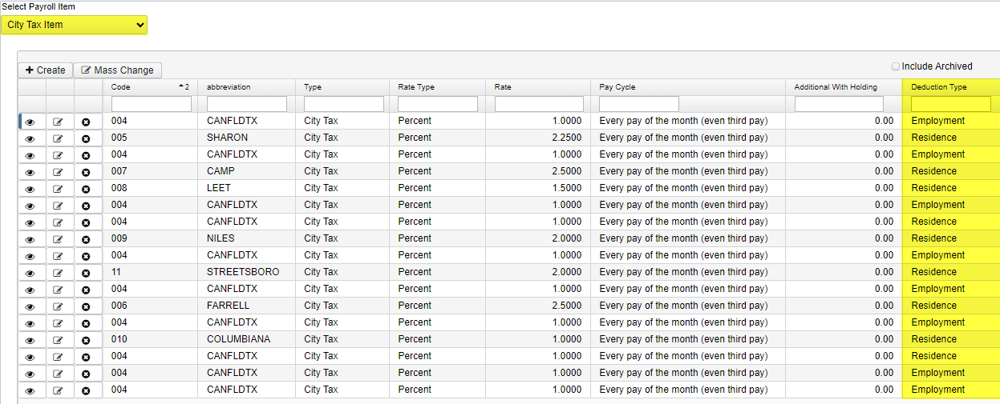 Select Payroll Item
City Tax Item
Create Mass Change Include Archived
Code 2 abbreviation Type Rate Type Rate Pay Cycle Additional With Holding Deduction Type
004 CANFLDTX City Tax Percent 1.0000 Every pay of the month (even third pay) 0.00 Employment
005 SHARON City Tax Percent 2.2500 Every pay of the month (even third pay) 0.00 Residence
004 CANFLDTX City Tax Percent 1.0000 Every pay of the month (even third pay) 0.00 Employment
007 CAMP City Tax Percent 2.5000 Every pay of the month (even third pay) 0.00 Residence
008 LEET City Tax Percent 1.5000 Every pay of the month (even third pay) 0.00 Residence
004 CANFLDTX City Tax Percent 1.0000 Every pay of the month (even third pay) 0.00 Employment
004 CANFLDTX City Tax Percent 1.0000 Every pay of the month (even third pay) 0.00 Residence
009 NILES City Tax Percent 2.0000 Every pay of the month (even third pay) 0.00 Residence
004 CANFLDTX City Tax Percent 1.0000 Every pay of the month (even third pay) 0.00 Employment
11 STREETSBORO City Tax Percent 2.0000 Every pay of the month (even third pay) 0.00 Residence
004 CANFLDTX City Tax Percent 1.0000 Every pay of the month (even third pay) 0.00 Employment
006 FARRELL City Tax Percent 2.5000 Every pay of the month (even third pay) 0.00 Residence
004 CANFLDTX City Tax Percent 1.0000 Every pay of the month (even third pay) 0.00 Employment
010 COLUMBIANA City Tax Percent 1.0000 Every pay of the month (even third pay) 0.00 Residence
004 CANFLDTX City Tax Percent 1.0000 Every pay of the month (even third pay) 0.00 Residence
004 CANFLDTX City Tax Percent 1.0000 Every pay of the month (even third pay) 0.00 Employment
004 CANFLDTX City Tax Percent 1.0000 Every pay of the month (even third pay) 0.00 Employment